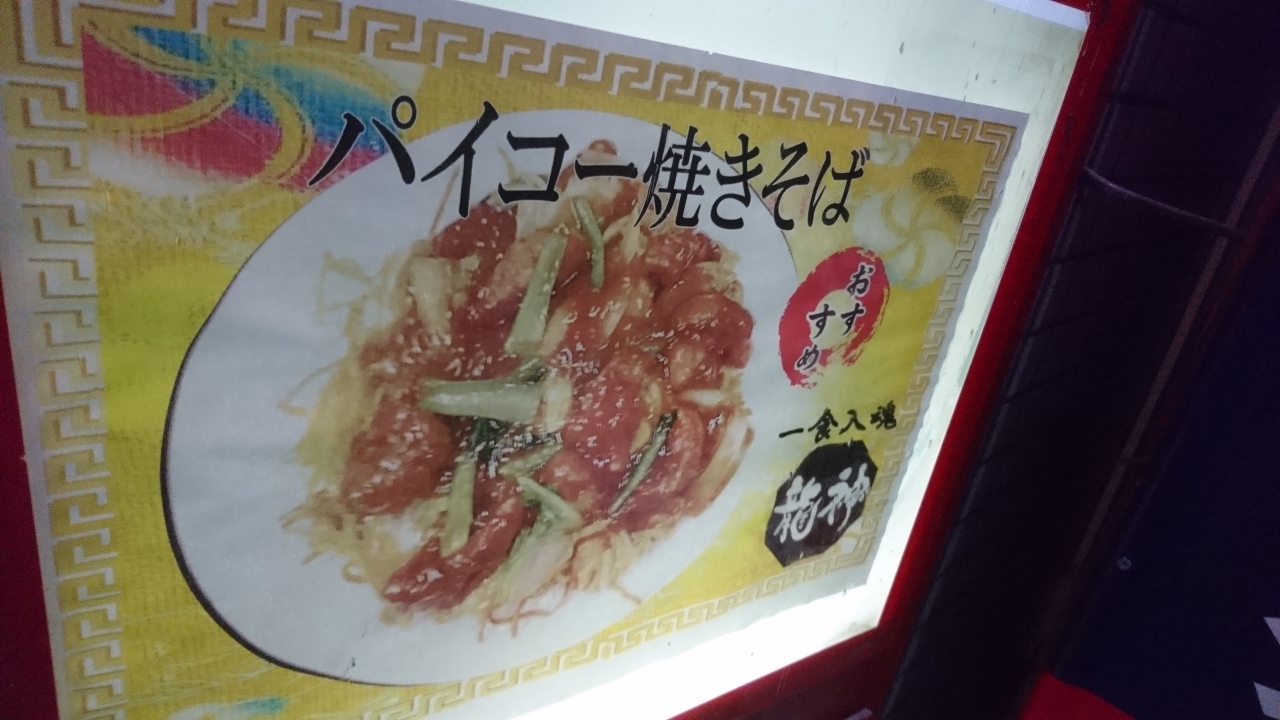 パイコー焼きそば
おすすめ
一食入魂
龍神